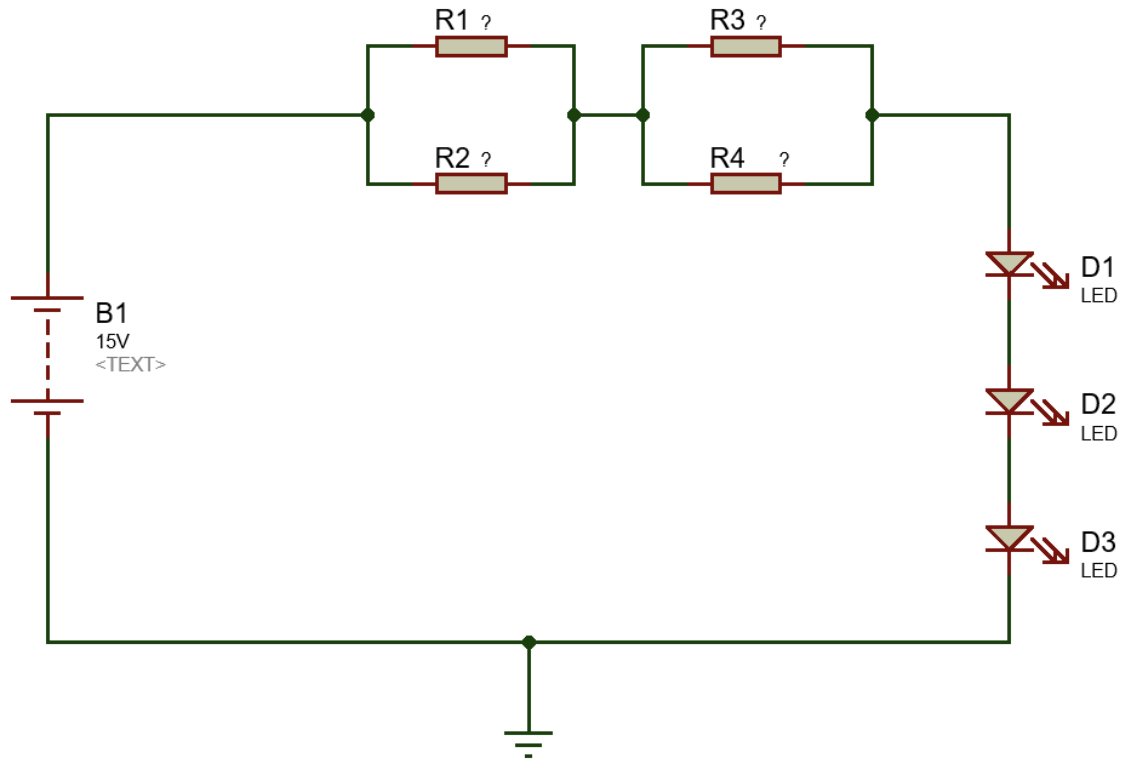 R1 ?
R3 ?
R2 ?
R4 ?
B1
15V
<TEXT>
D1
LED
D2
LED
D3
LED